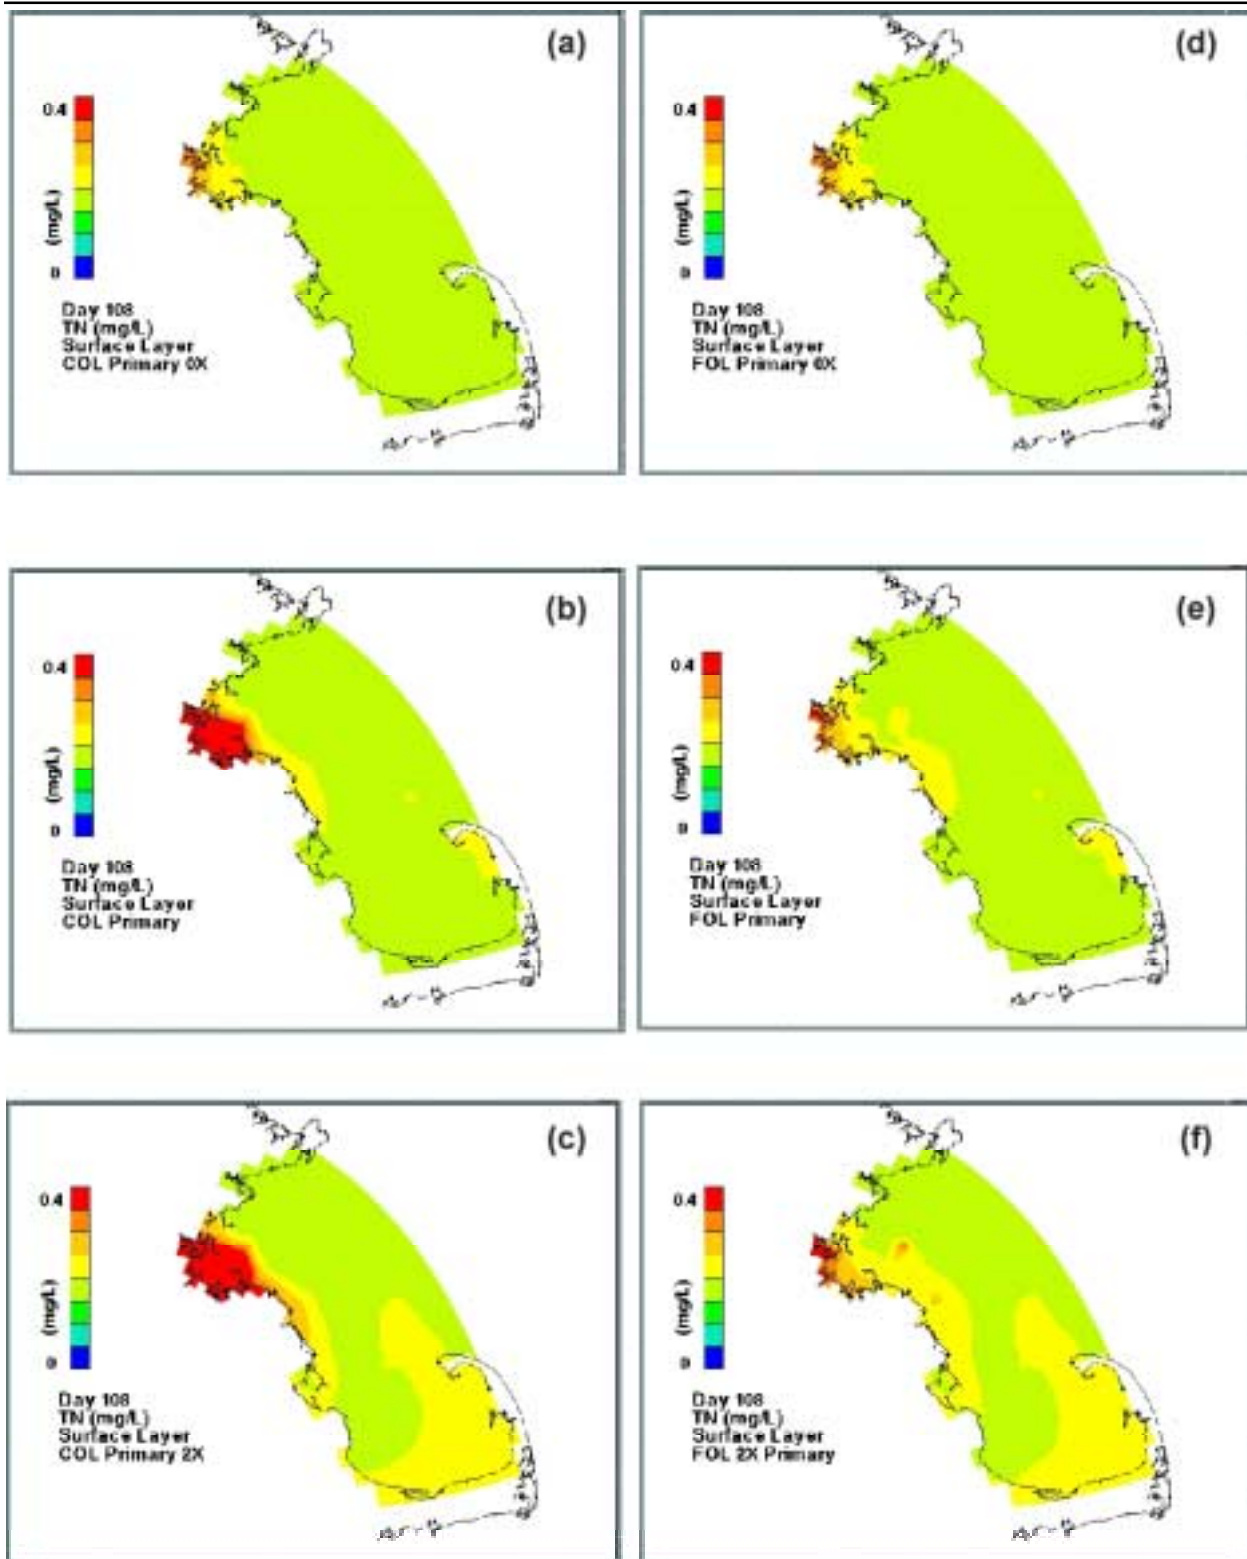 (a)
0.4
(mg/L)
0
Day 108
TN (mg/L)
Surface Layer
COL Primary 0X
(d)
0.4
(mg/L)
0
Day 108
TN (mg/L)
Surface Layer
FOL Primary 0X
(b)
0.4
(mg/L)
0
Day 108
TN (mg/L)
Surface Layer
COL Primary
(e)
0.4
(mg/L)
0
Day 108
TN (mg/L)
Surface Layer
FOL Primary
(c)
0.4
(mg/L)
0
Day 108
TN (mg/L)
Surface Layer
COL Primary 2X
(f)
0.4
(mg/L)
0
Day 108
TN (mg/L)
Surface Layer
FOL 2X Primary